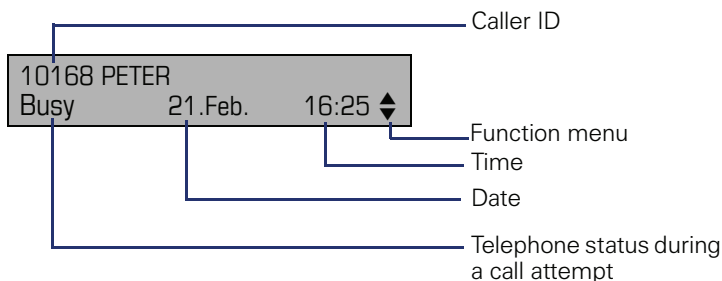 Caller ID
10168 PETER
Busy 21.Feb. 16:25
Function menu
Time
Date
Telephone status during
a call attempt